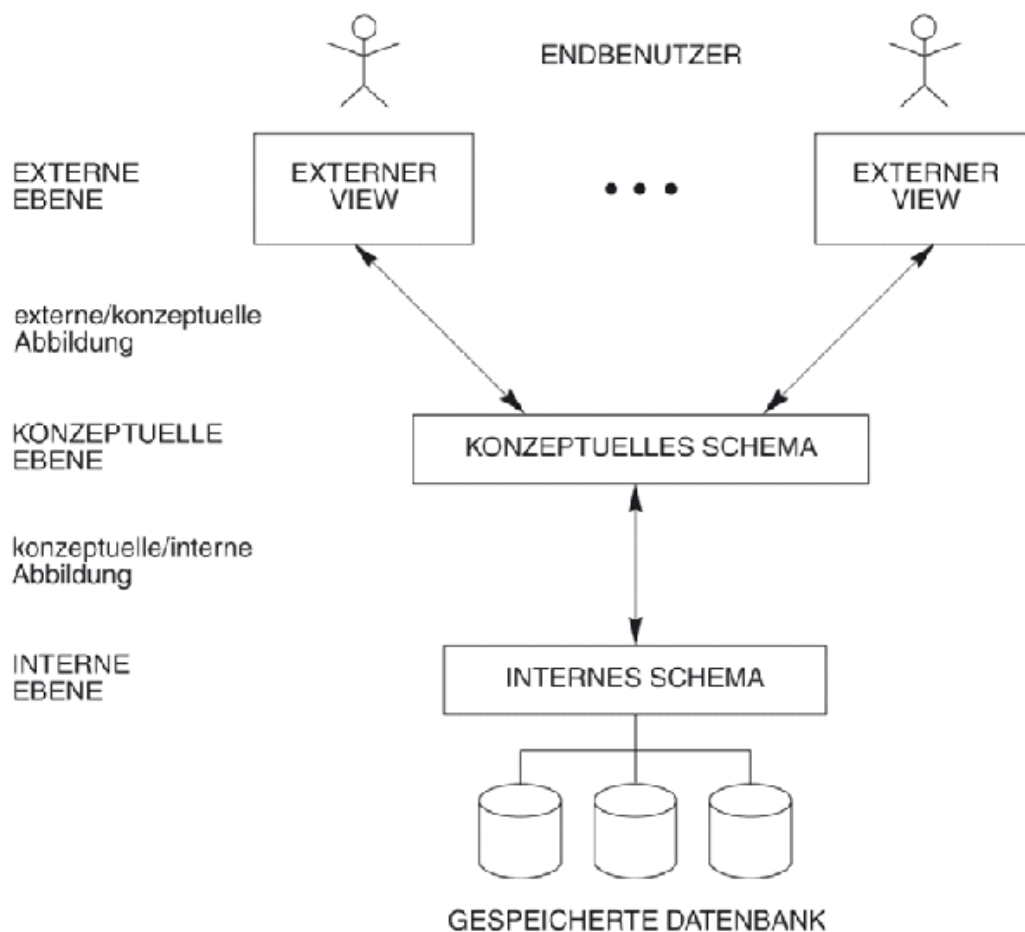 ENDBENUTZER
EXTERNE
EBENE
EXTERNER
VIEW
EXTERNER
VIEW
externe/konzeptuelle
Abbildung
KONZEPTUELLE
EBENE
KONZEPTUELLES SCHEMA
konzeptuelle/interne
Abbildung
INTERNE
EBENE
INTERNES SCHEMA
GESPEICHERTE DATENBANK